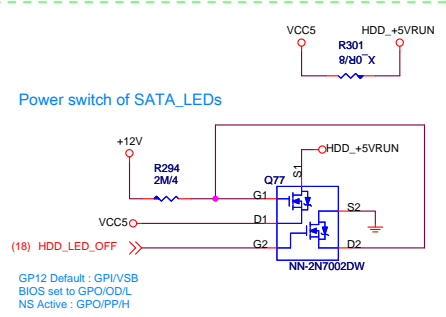 VCC5 HDD_+5VRUN
R301
X_0R/8
Power switch of SATA_LEDs
+12V
R294
2M/4
HDD_+5VRUN
Q77
S1
G1
S2
VCC5
D1
(18) HDD_LED_OFF
G2
D2
NN-2N7002DW
GP12 Default : GPI/VSB
BIOS set to GPO/OD/L
NS Active : GPO/PP/H